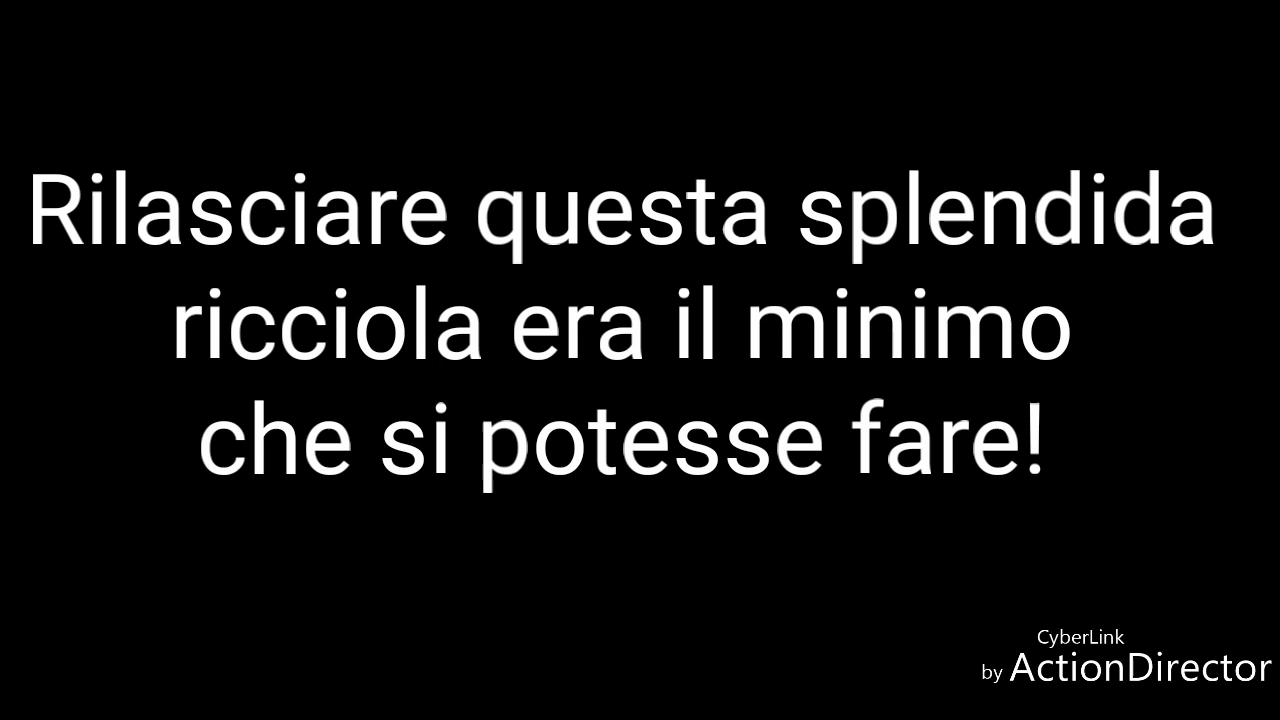 Rilasciare questa splendida
ricciola era il minimo
che si potesse fare!
CyberLink
by ActionDirector